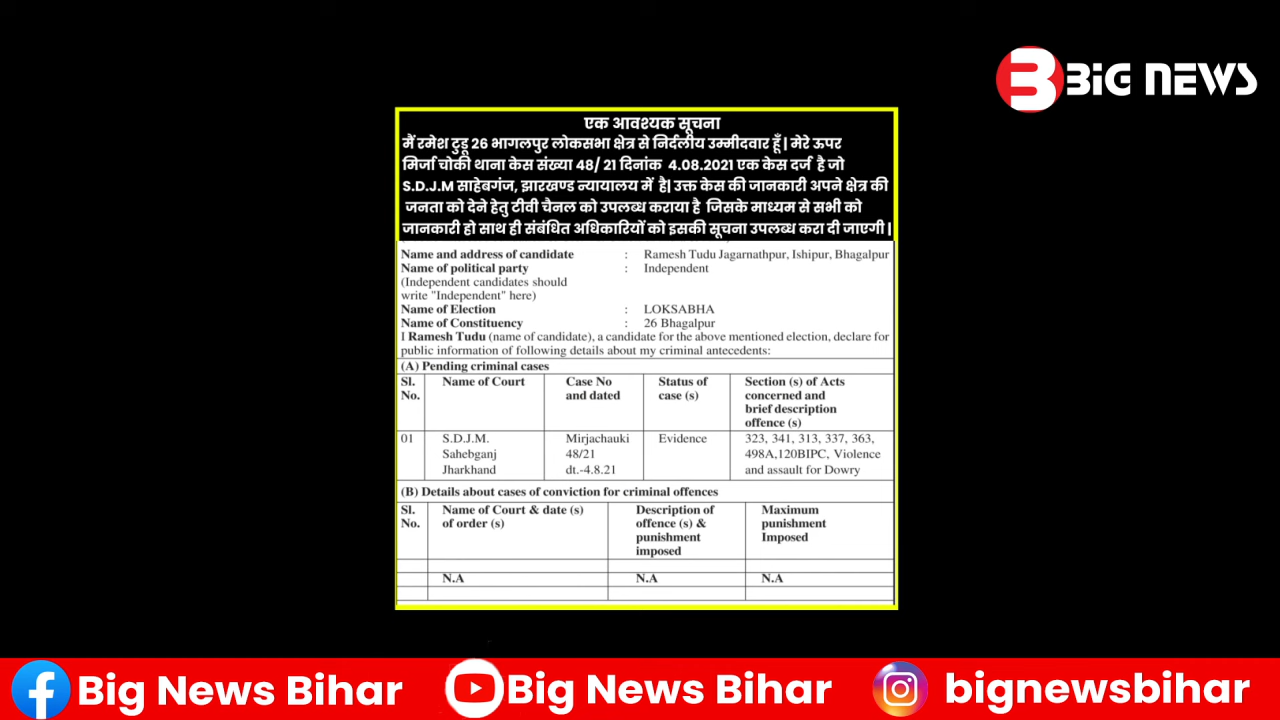 BIG NEWS
एक आवश्यक सूचना
मैं रमेश टुडू 26 भागलपुर लोकसभा क्षेत्र से निर्दलीय उम्मीदवार हूँ | मेरे ऊपर
मिर्जा चोकी थाना केस संख्या 48/ 21 दिनांक 4.08.2021 एक केस दर्ज है जो
S.D.J.M साहेबगंज, झारखण्ड न्यायालय में है| उक्त केस की जानकारी अपने क्षेत्र की
जनता को देने हेतु टीवी चैनल को उपलब्ध कराया है जिसके माध्यम से सभी को
जानकारी हो साथ ही संबंधित अधिकारियों को इसकी सूचना उपलब्ध करा दी जाएगी |
Name and address of candidate : Ramesh Tudu Jagarnathpur, Ishipur, Bhagalpur
Name of political party : Independent
(Independent candidates should
write "Independent" here)
Name of Election : LOKSABHA
Name of Constituency : 26 Bhagalpur
I Ramesh Tudu (name of candidate), a candidate for the above mentioned election, declare for
public information of following details about my criminal antecedents:
(A) Pending criminal cases
Sl. Name of Court Case No Status of Section (s) of Acts
No. and dated case (s) concerned and
brief description
offence (s)
01 S.D.J.M. Mirjachauki Evidence 323, 341, 313, 337, 363,
Sahebganj 48/21 498A,120BIPC, Violence
Jharkhand dt.-4.8.21 and assault for Dowry
(B) Details about cases of conviction for criminal offences
Sl. Name of Court & date (s) Description of Maximum
No. of order (s) offence (s) & punishment
punishment Imposed
imposed
N.A N.A N.A
Big News Bihar Big News Bihar bignewsbihar